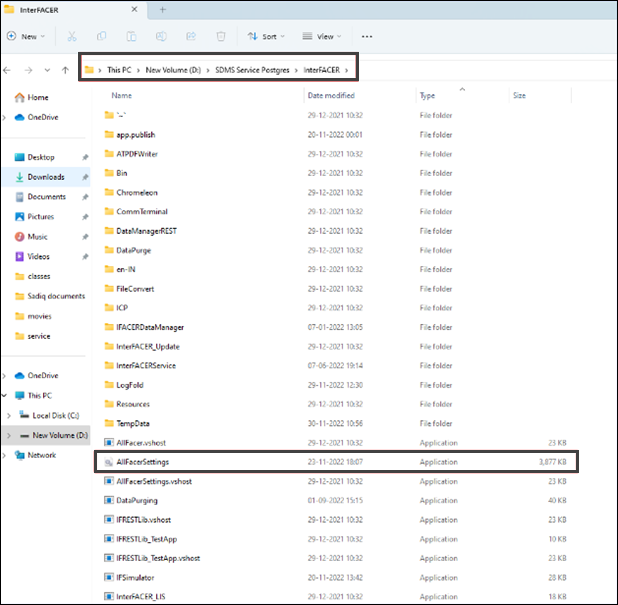 InterFACER
New
Sort
View
This PC > New Volume (D:) > SDMS Service Postgres > InterFACER >
Name Date modified Type Size
Home
OneDrive
Desktop
Downloads
Documents
Pictures
Music
Videos
classes
Sadiq documents
movies
service
OneDrive
This PC
Local Disk (C:)
New Volume (D:)
Network
29-12-2021 10:32 File folder
app.publish 20-11-2022 00:01 File folder
ATPDFWriter 29-12-2021 10:32 File folder
Bin 29-12-2021 10:32 File folder
Chromeleon 29-12-2021 10:32 File folder
CommTerminal 29-12-2021 10:32 File folder
DataManagerREST 29-12-2021 10:32 File folder
DataPurge 29-12-2021 10:32 File folder
en-IN 29-12-2021 10:32 File folder
FileConvert 29-12-2021 10:32 File folder
ICP 29-12-2021 10:32 File folder
IFACERDataManager 07-01-2022 13:05 File folder
InterFACER_Update 29-12-2021 10:32 File folder
InterFACERService 07-06-2022 19:14 File folder
LogFold 29-11-2022 12:30 File folder
Resources 29-12-2021 10:32 File folder
TempData 30-11-2022 10:56 File folder
AllFacer.vshost 29-12-2021 10:32 Application 23 KB
AllFacerSettings 23-11-2022 18:07 Application 3,877 KB
AllFacerSettings.vshost 29-12-2021 10:32 Application 23 KB
DataPurging 01-09-2022 15:15 Application 40 KB
IFRESTLib.vshost 29-12-2021 10:32 Application 23 KB
IFRESTLib_TestApp 29-12-2021 10:32 Application 10 KB
IFRESTLib_TestApp.vshost 29-12-2021 10:32 Application 23 KB
IFSimulator 20-11-2022 13:42 Application 28 KB
InterFACER_LIS 29-12-2021 10:32 Application 18 KB